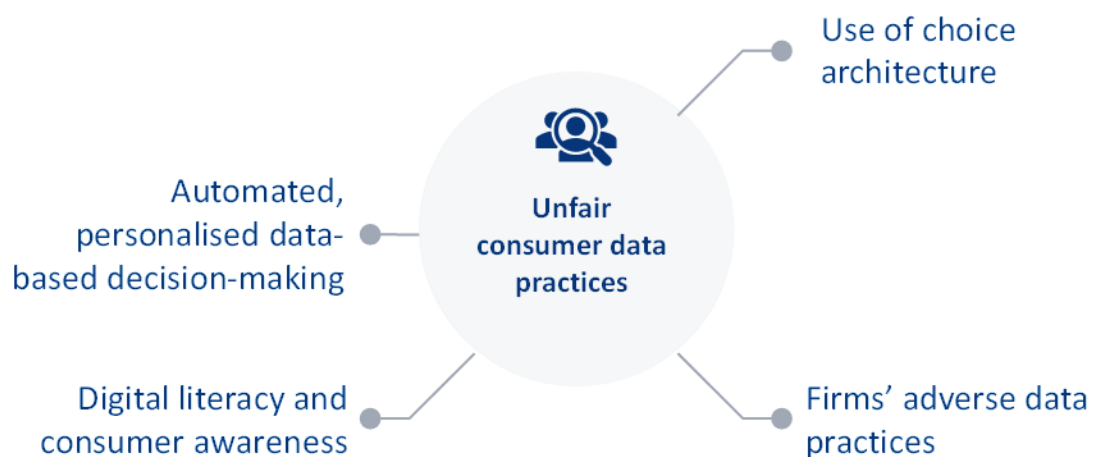 Use of choice
architecture
Automated,
personalised data-
based decision-making
Unfair
consumer data
practices
Digital literacy and
consumer awareness
Firms’ adverse data
practices